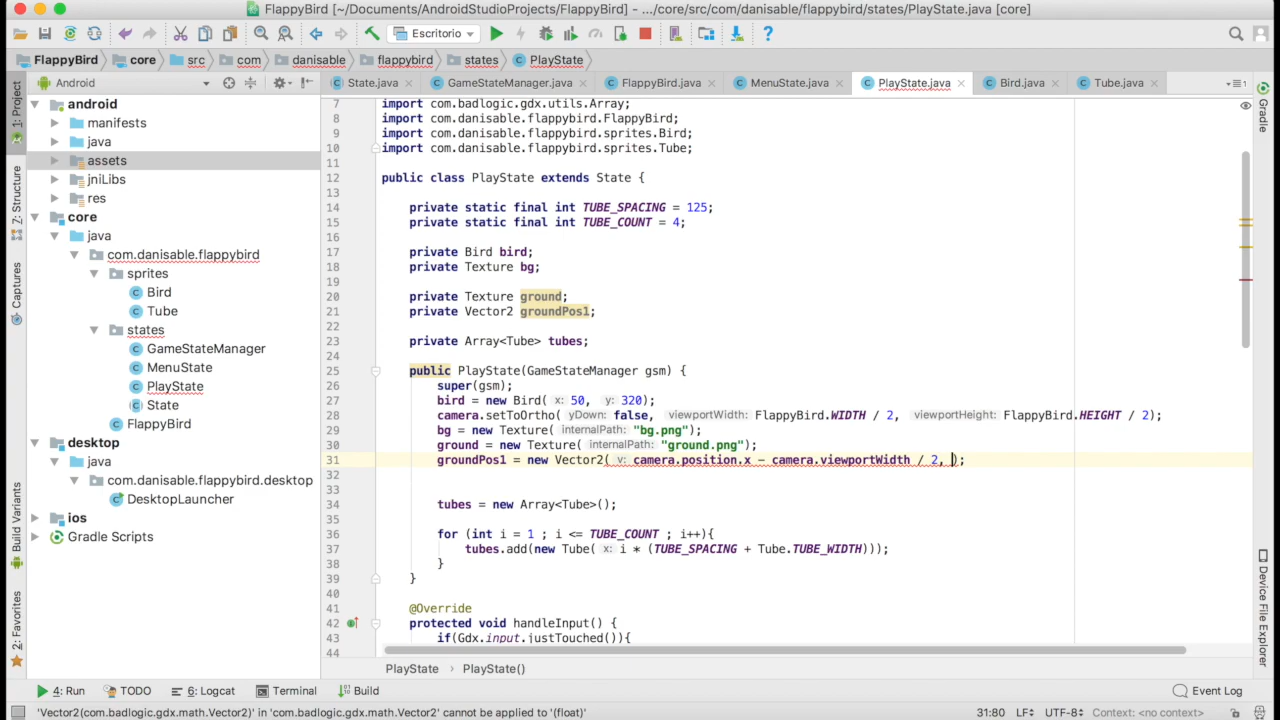 FlappyBird [~/Documents/AndroidStudioProjects/FlappyBird] - .../core/src/com/danisable/flappybird/states/PlayState.java [core]
Escritorio
FlappyBird core src com danisable flappybird states PlayState
Android
State.java GameStateManager.java FlappyBird.java MenuState.java PlayState.java Bird.java Tube.java
1: Project
7: Structure
Captures
Build Variants
2: Favorites
android
manifests
java
assets
jniLibs
res
core
java
com.danisable.flappybird
sprites
Bird
Tube
states
GameStateManager
MenuState
PlayState
State
FlappyBird
desktop
java
com.danisable.flappybird.desktop
DesktopLauncher
ios
Gradle Scripts
7 import com.badlogic.gdx.utils.Array;
8 import com.danisable.flappybird.FlappyBird;
9 import com.danisable.flappybird.sprites.Bird;
10 import com.danisable.flappybird.sprites.Tube;
11
12 public class PlayState extends State {
13
14 private static final int TUBE_SPACING = 125;
15 private static final int TUBE_COUNT = 4;
16
17 private Bird bird;
18 private Texture bg;
19
20 private Texture ground;
21 private Vector2 groundPos1;
22
23 private Array<Tube> tubes;
24
25 public PlayState(GameStateManager gsm) {
26 super(gsm);
27 bird = new Bird( x: 50, y: 320);
28 camera.setToOrtho( yDown: false, viewportWidth: FlappyBird.WIDTH / 2, viewportHeight: FlappyBird.HEIGHT / 2);
29 bg = new Texture( internalPath: "bg.png");
30 ground = new Texture( internalPath: "ground.png");
31 groundPos1 = new Vector2( v: camera.position.x - camera.viewportWidth / 2, );
32
33
34 tubes = new Array<Tube>();
35
36 for (int i = 1 ; i <= TUBE_COUNT ; i++){
37 tubes.add(new Tube( x: i * (TUBE_SPACING + Tube.TUBE_WIDTH)));
38 }
39 }
40
41 @Override
42 protected void handleInput() {
43 if(Gdx.input.justTouched()){
44
Gradle
Device File Explorer
PlayState PlayState()
4: Run TODO 6: Logcat Terminal Build Event Log
'Vector2(com.badlogic.gdx.math.Vector2)' in 'com.badlogic.gdx.math.Vector2' cannot be applied to '(float)' 31:80 LF UTF-8 Context: <no context>